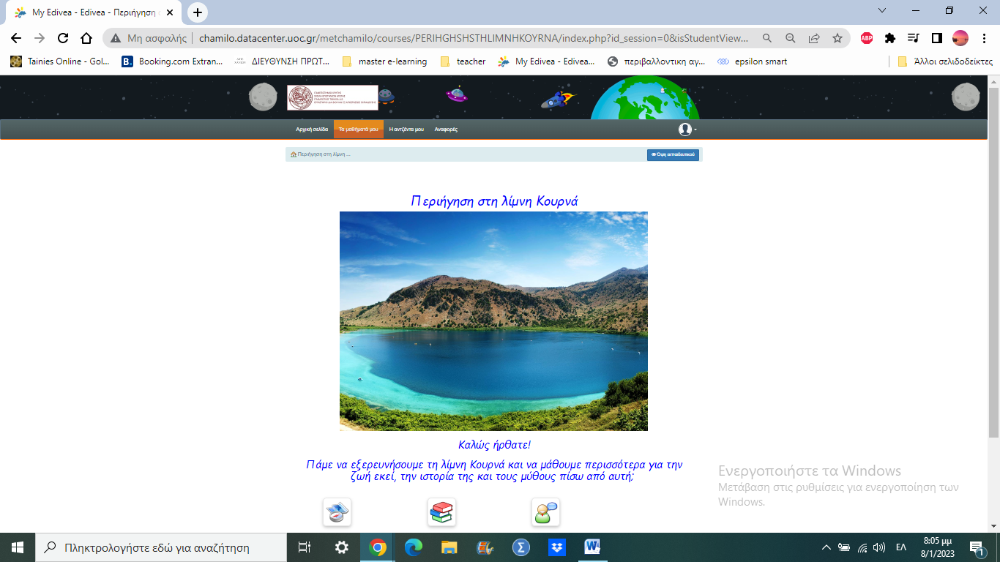 My Edivea - Edivea - Περιήγηση
Μη ασφαλής
chamilo.datacenter.uoc.gr/metchamilo/courses/PERIHGHSHSTHLIMNHKOYRNA/index.php?id_session=0&isStudentView...
ABP
Tainies Online - Gol...
B.
Booking.com Extran...
ΔΙΕΥΘΥΝΣΗ ΠΡΩΤ...
master e-learning
teacher
My Edivea - Edivea...
περιβαλλοντικη αγ...
epsilon smart
Άλλοι σελιδοδείκτες
Αρχική σελίδα
Τα μαθήματά μου
Η αντζέντα μου
Αναφορές
Περιήγηση στη λίμνη ...
Όψη εκπαιδευτικού
Περιήγηση στη λίμνη Κουρνά
Καλώς ήρθατε!
Πάμε να εξερευνήσουμε τη λίμνη Κουρνά και να μάθουμε περισσότερα για την
ζωή εκεί, την ιστορία της και τους μύθους πίσω από αυτή;
Ενεργοποιήστε τα Windows
Μετάβαση στις ρυθμίσεις για ενεργοποίηση των
Windows.
Πληκτρολογήστε εδώ για αναζήτηση
ΕΛ
8:05 μμ
8/1/2023
1